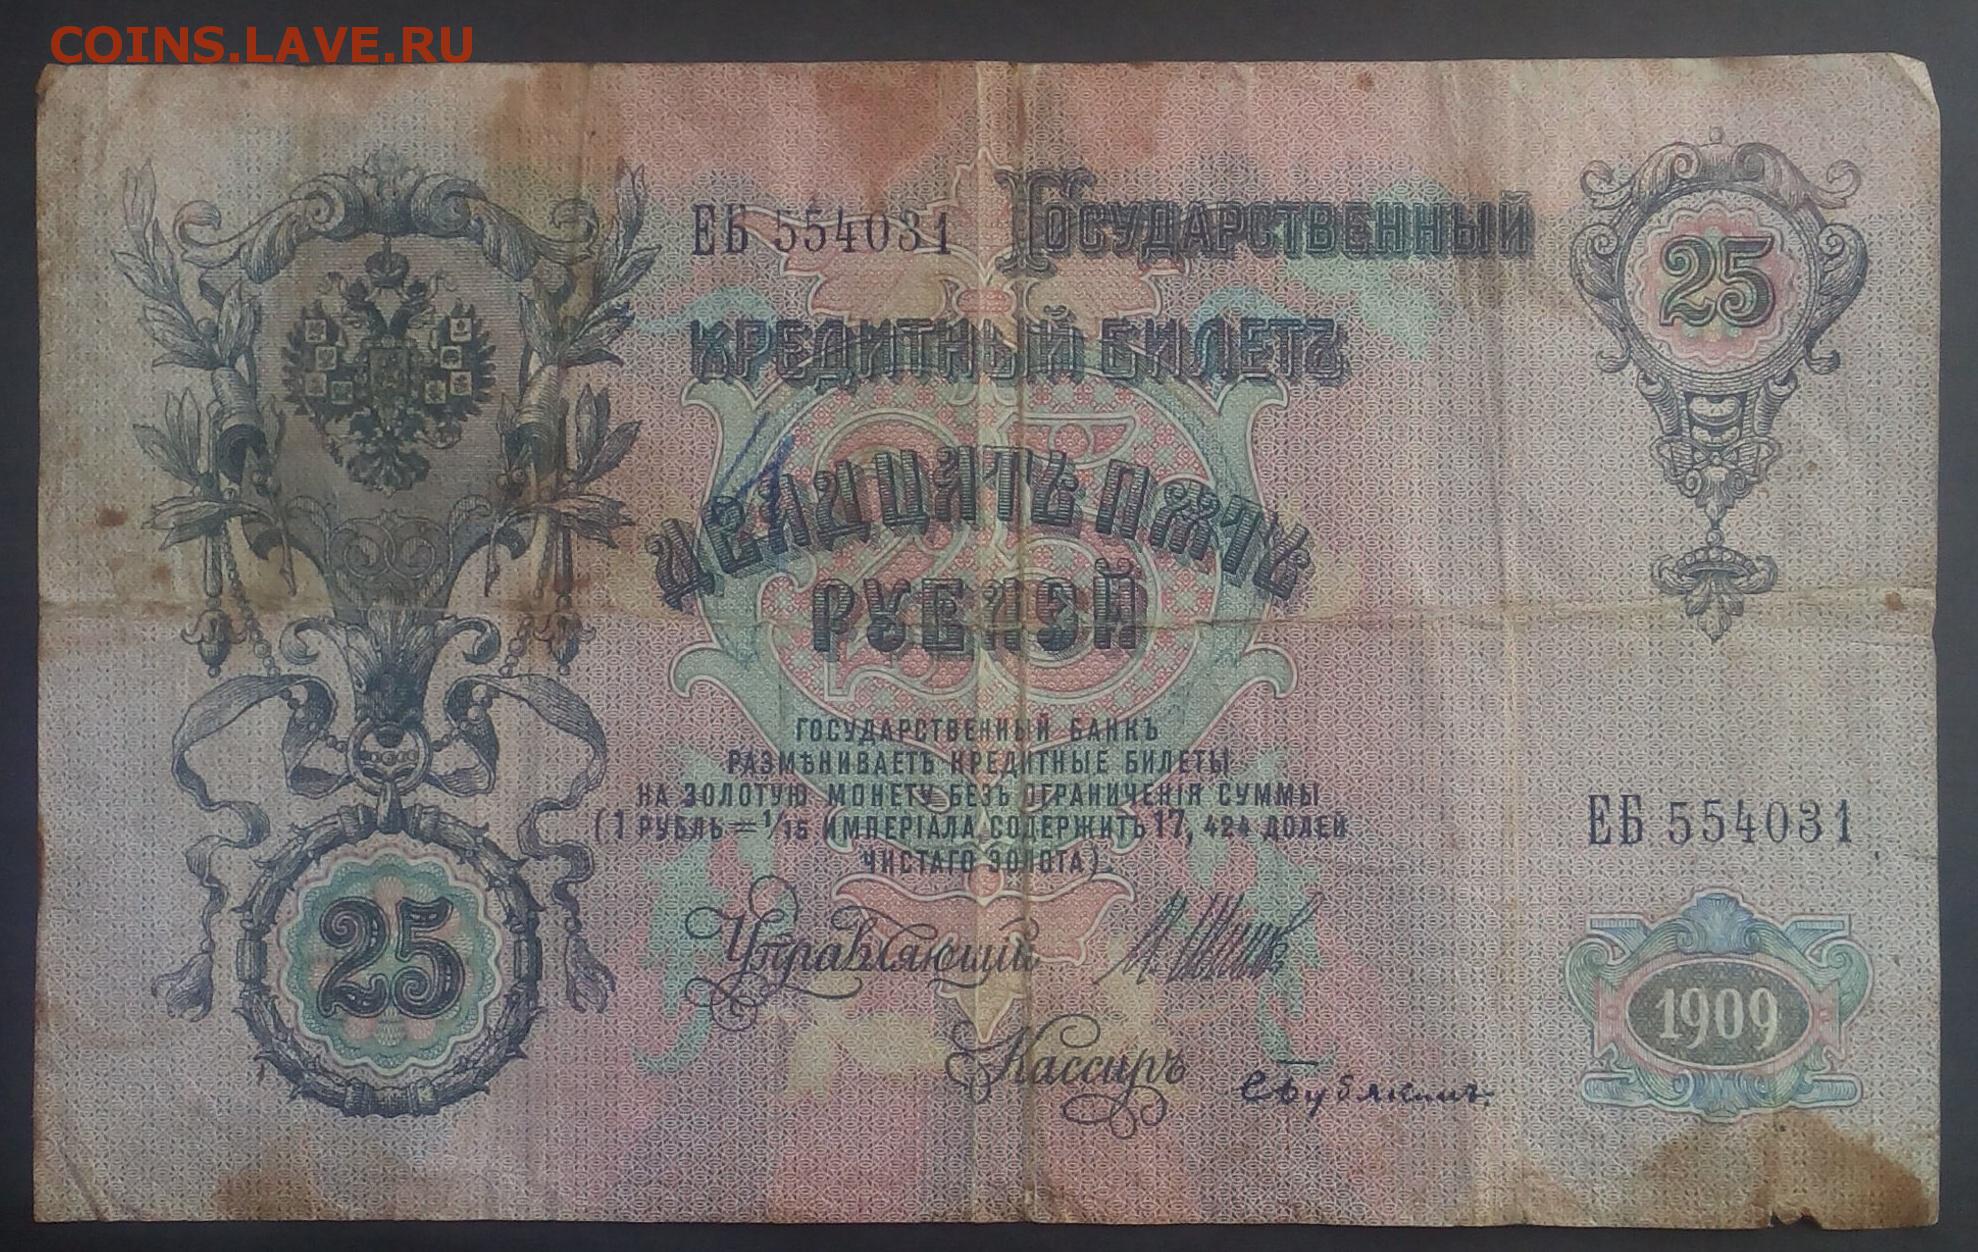 COINS.LAVE.RU
ЕБ 554031 Государственный 25
КРЕДИТНЫЙ БИЛЕТЪ
ДВАДЦАТЬ ПЯТЬ
РУБЛЕЙ
ГОСУДАРСТВЕННЫЙ БАНКЪ
РАЗМѢНИВАЕТЪ КРЕДИТНЫЕ БИЛЕТЫ
НА ЗОЛОТУЮ МОНЕТУ БЕЗЪ ОГРАНИЧЕНІЯ СУММЫ
(1 РУБЛЬ = 1/15 ИМПЕРІАЛА, СОДЕРЖИТЪ 17, 424 ДОЛЕЙ
ЧИСТАГО ЗОЛОТА)
ЕБ 554031
25
Управляющій
Кассиръ
1909